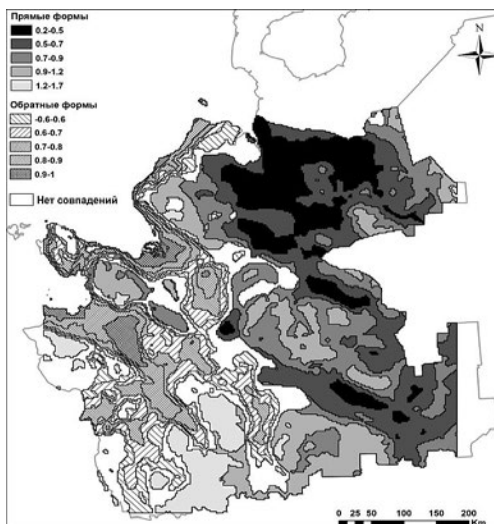 Прямые формы
0.2-0.5
0.5-0.7
0.7-0.9
0.9-1.2
1.2-1.7
Обратные формы
-0.6-0.6
0.6-0.7
0.7-0.8
0.8-0.9
0.9-1
Нет совпадений
N
0 25 50 100 150 200
Km